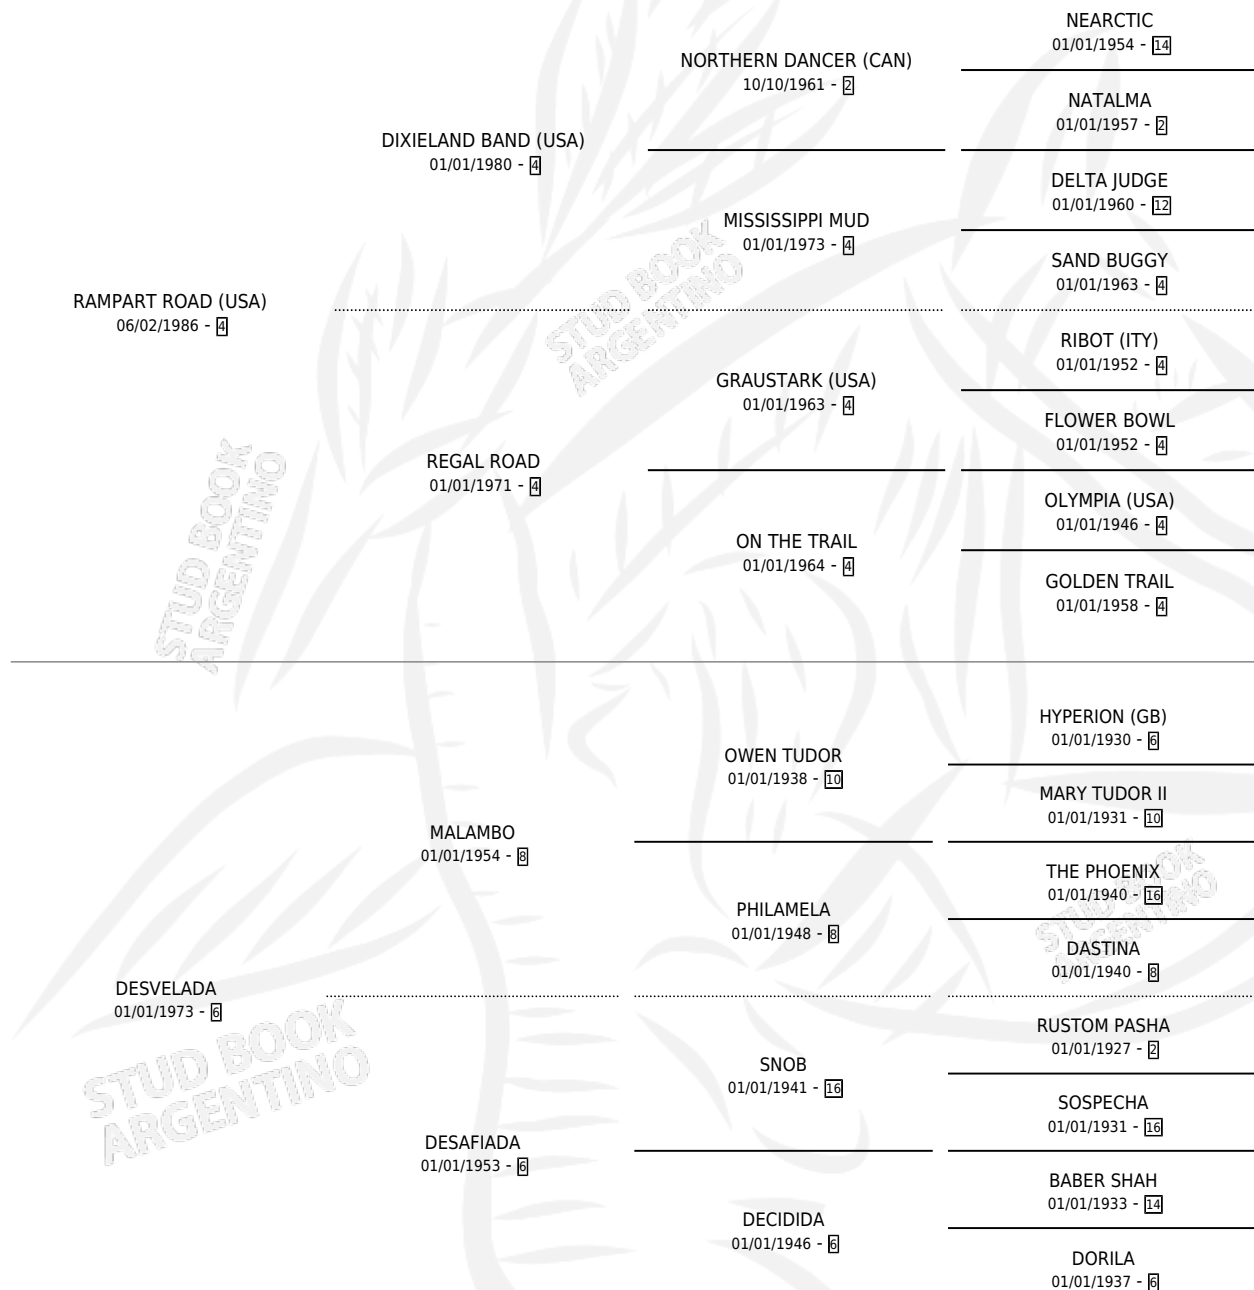 NEARCTIC
01/01/1954 - 14
NORTHERN DANCER (CAN)
10/10/1961 - 2
NATALMA
01/01/1957 - 2
DIXIELAND BAND (USA)
01/01/1980 - 4
DELTA JUDGE
01/01/1960 - 12
MISSISSIPPI MUD
01/01/1973 - 4
SAND BUGGY
01/01/1963 - 4
RAMPART ROAD (USA)
06/02/1986 - 4
STUD BOOK
ARGENTINO
RIBOT (ITY)
01/01/1952 - 4
GRAUSTARK (USA)
01/01/1963 - 4
FLOWER BOWL
01/01/1952 - 4
REGAL ROAD
01/01/1971 - 4
OLYMPIA (USA)
01/01/1946 - 4
ON THE TRAIL
01/01/1964 - 4
GOLDEN TRAIL
01/01/1958 - 4
STUD BOOK
ARGENTINO
HYPERION (GB)
01/01/1930 - 6
OWEN TUDOR
01/01/1938 - 10
MARY TUDOR II
01/01/1931 - 10
MALAMBO
01/01/1954 - 8
THE PHOENIX
01/01/1940 - 16
PHILAMELA
01/01/1948 - 8
STUD BOOK
ARGENTINO
DASTINA
01/01/1940 - 8
DESVELADA
01/01/1973 - 6
RUSTOM PASHA
01/01/1927 - 2
SNOB
01/01/1941 - 16
SOSPECHA
01/01/1931 - 16
STUD BOOK
ARGENTINO
DESAFIADA
01/01/1953 - 6
BABER SHAH
01/01/1933 - 14
DECIDIDA
01/01/1946 - 6
DORILA
01/01/1937 - 6